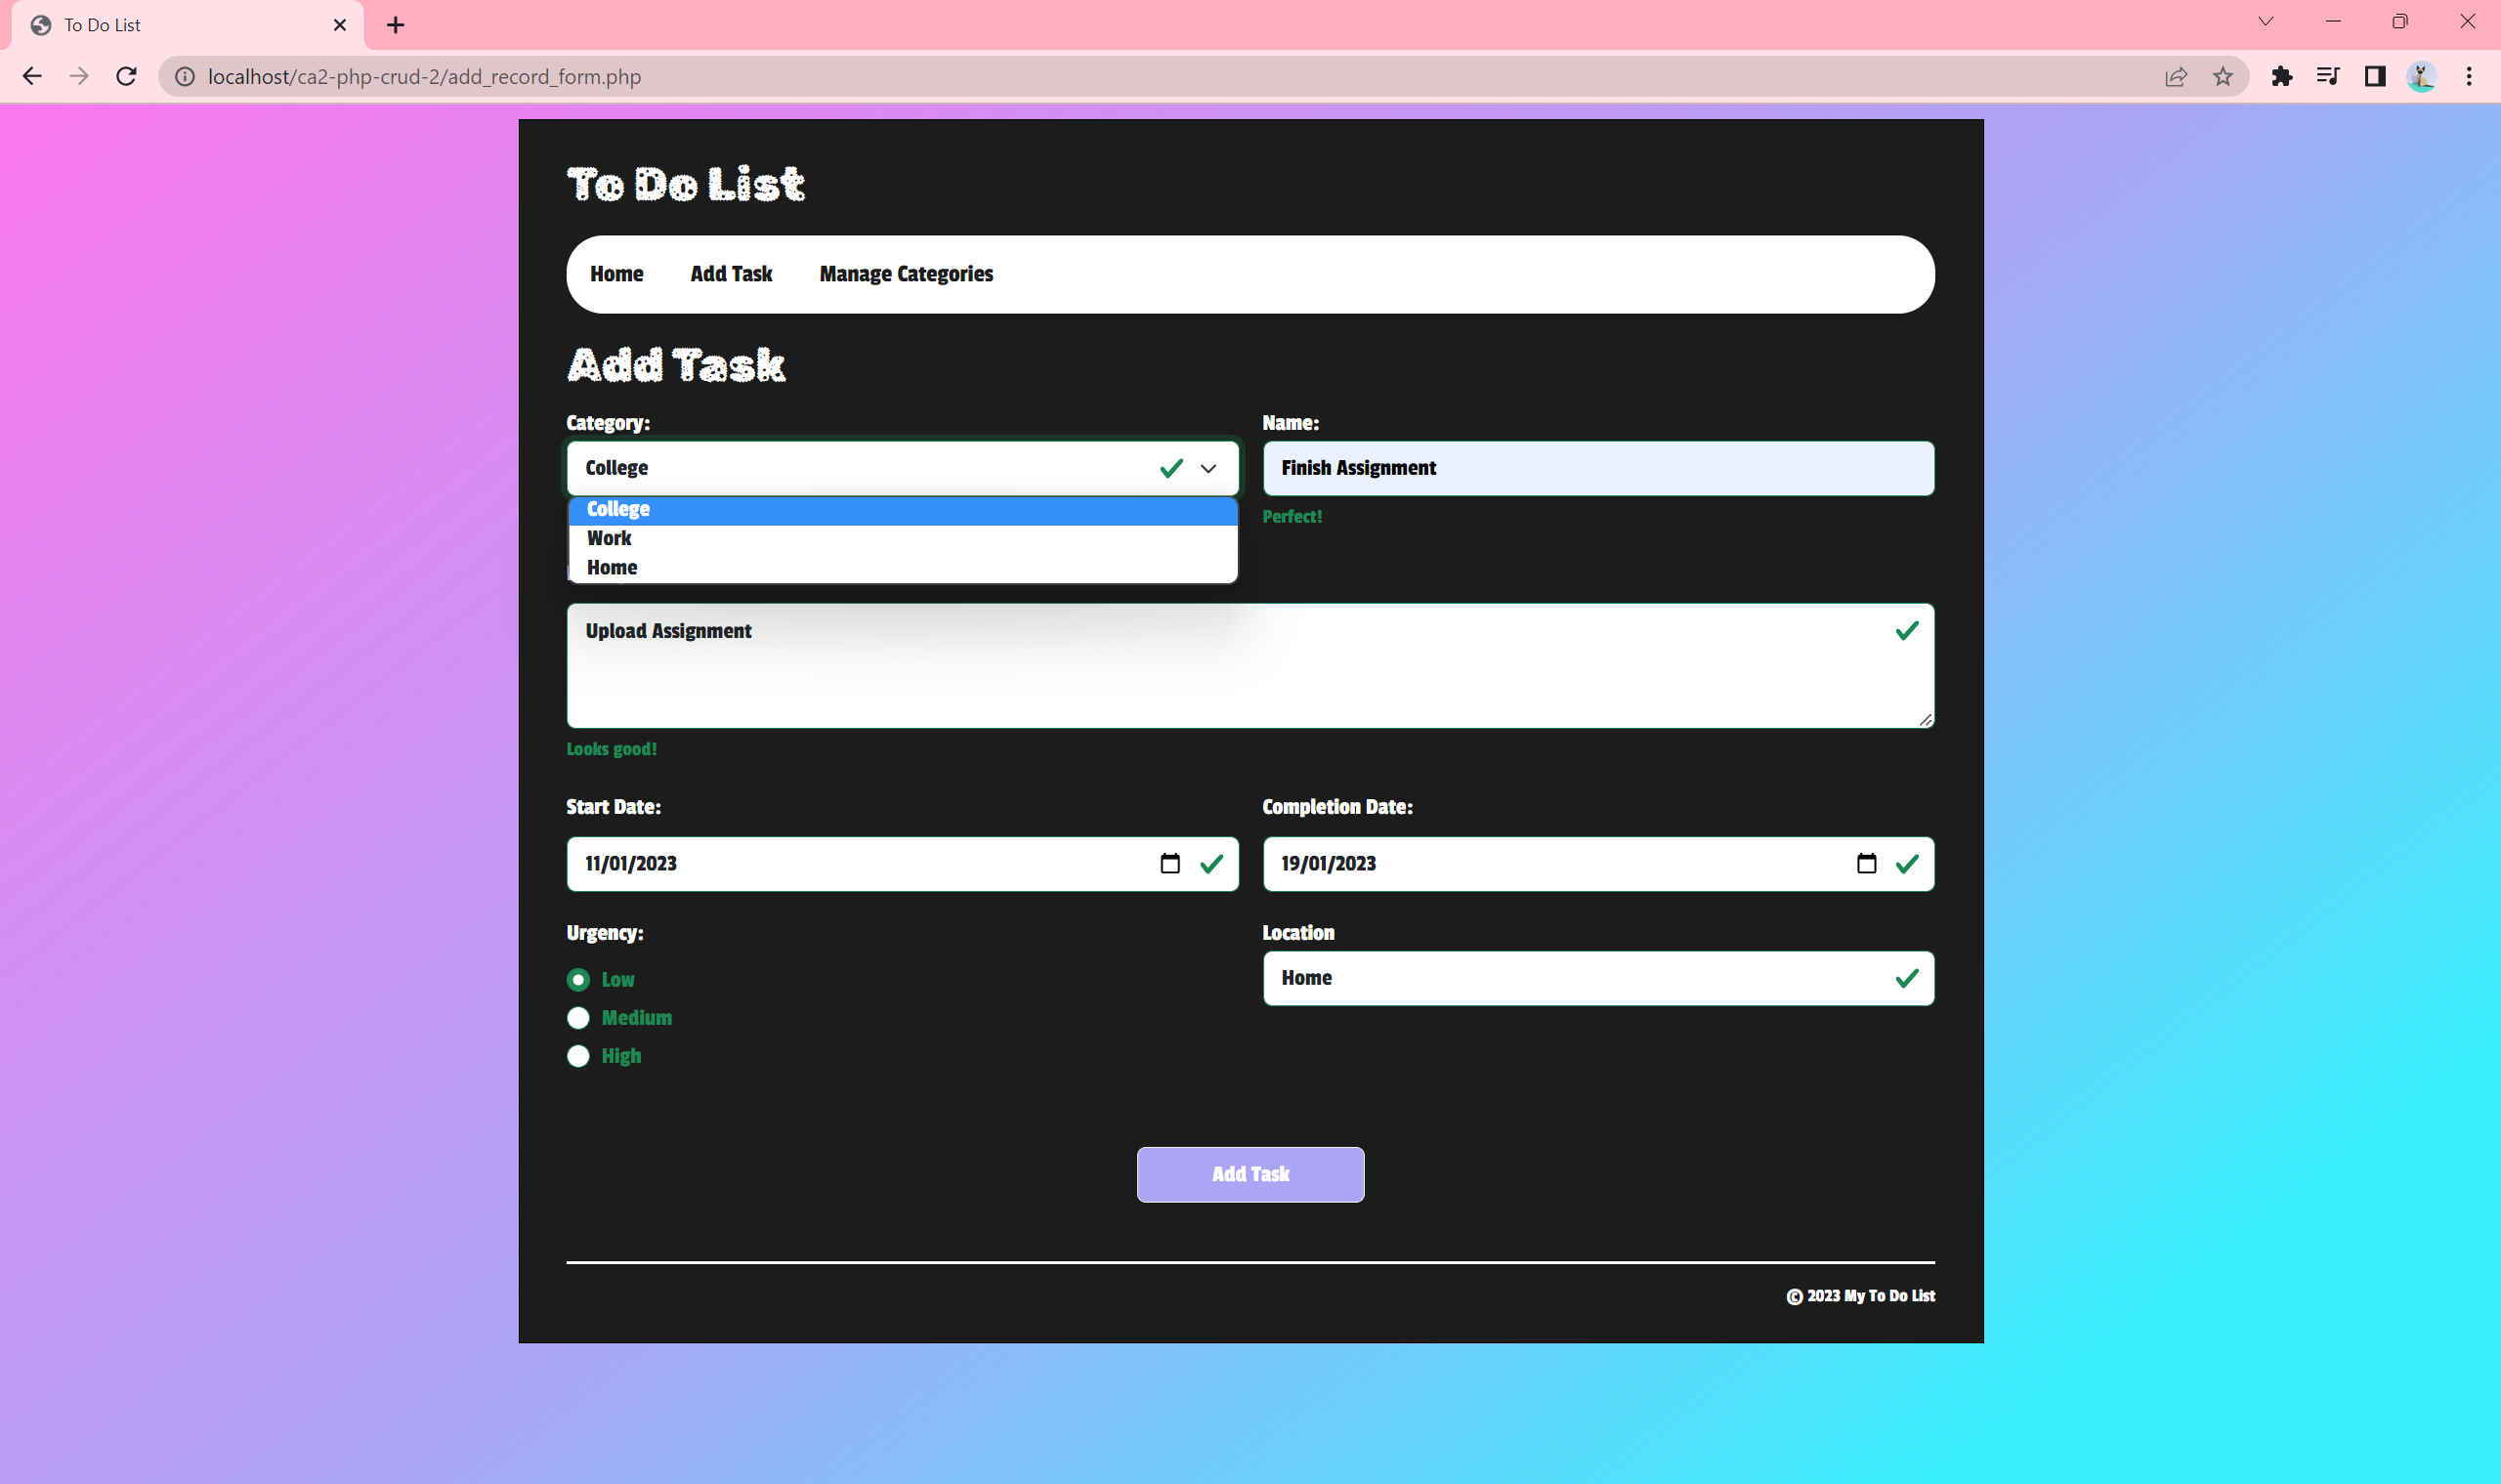 To Do List
localhost/ca2-php-crud-2/add_record_form.php
To Do List
Home Add Task Manage Categories
Add Task
Category: Name:
College Finish Assignment
College
Perfect!
Work
Home
Upload Assignment
Looks good!
Start Date: Completion Date:
11/01/2023 19/01/2023
Urgency: Location
Low Home
Medium
High
Add Task
© 2023 My To Do List